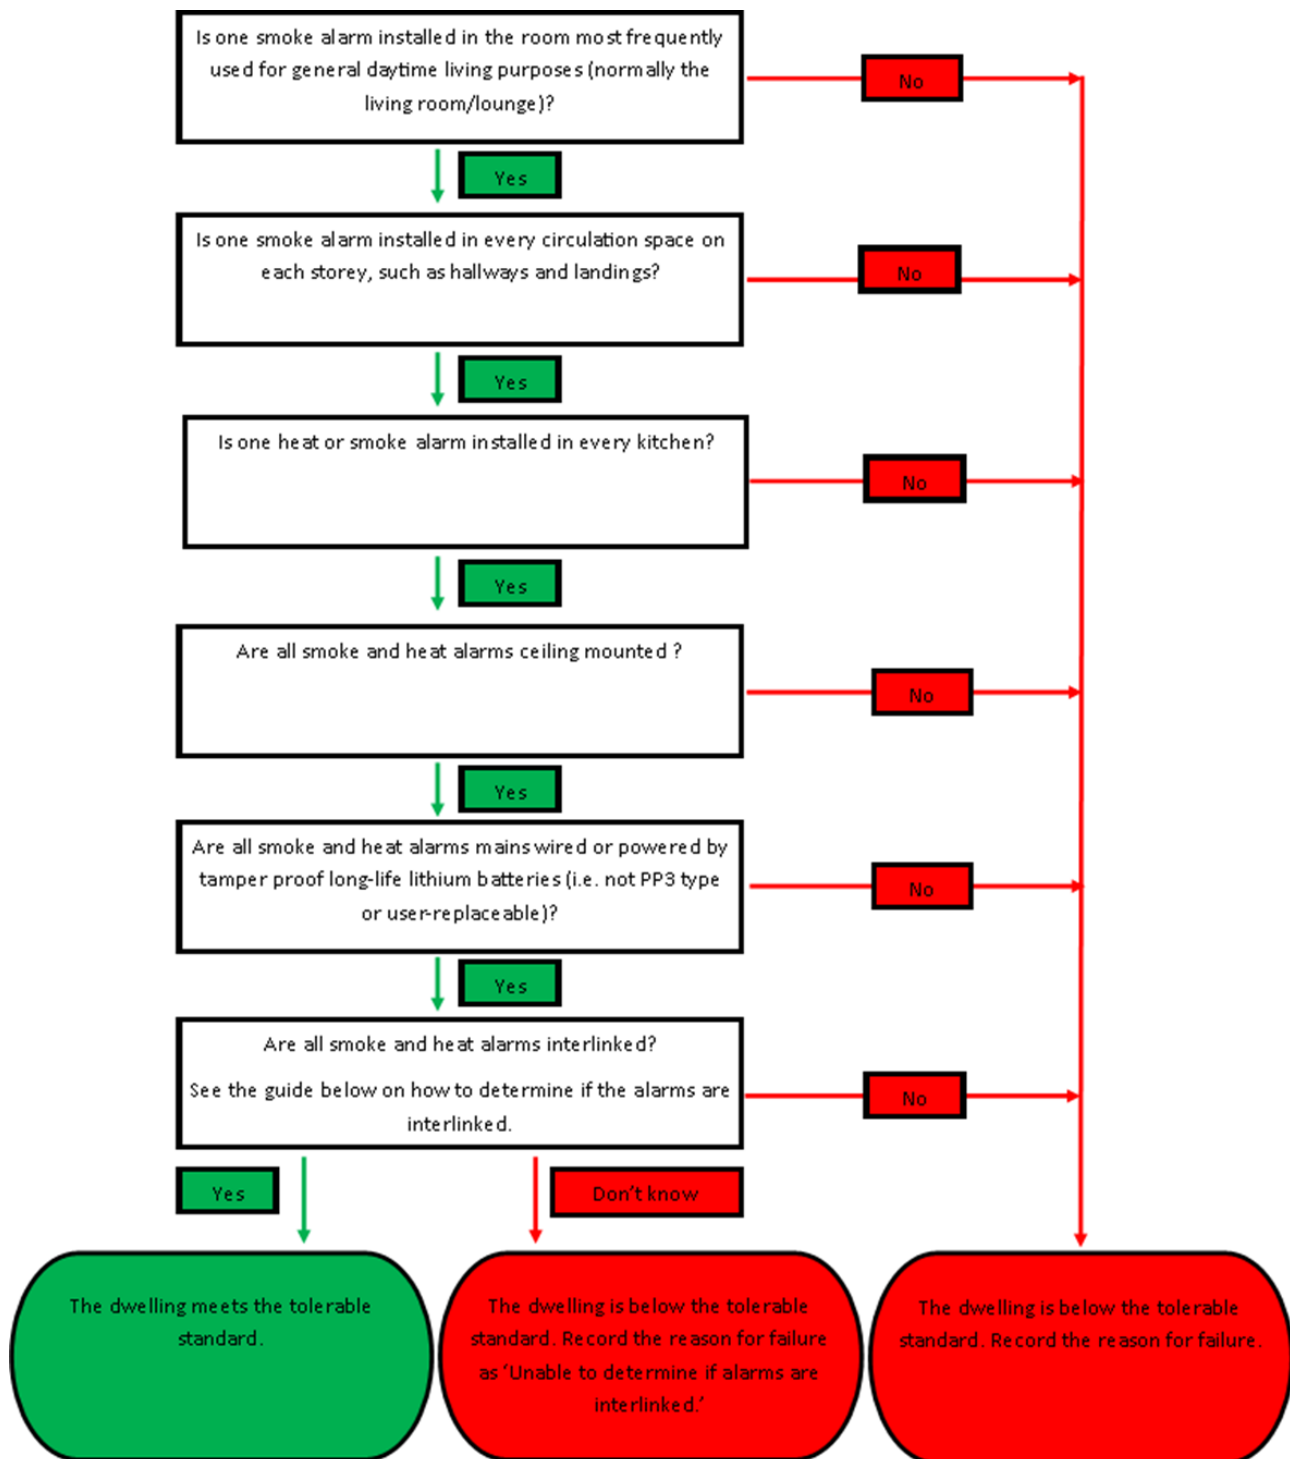 Is one smoke alarm installed in the room most frequently
used for general daytime living purposes (normally the
living room/lounge)?
No
Yes
Is one smoke alarm installed in every circulation space on
each storey, such as hallways and landings?
No
Yes
Is one heat or smoke alarm installed in every kitchen?
No
Yes
Are all smoke and heat alarms ceiling mounted ?
No
Yes
Are all smoke and heat alarms mains wired or powered by
tamper proof long-life lithium batteries (i.e. not PP3 type
or user-replaceable)?
No
Yes
Are all smoke and heat alarms interlinked?
See the guide below on how to determine if the alarms are
interlinked.
No
Yes
Don't know
The dwelling meets the tolerable
standard.
The dwelling is below the tolerable
standard. Record the reason for failure
as ‘Unable to determine if alarms are
interlinked.’
The dwelling is below the tolerable
standard. Record the reason for failure.